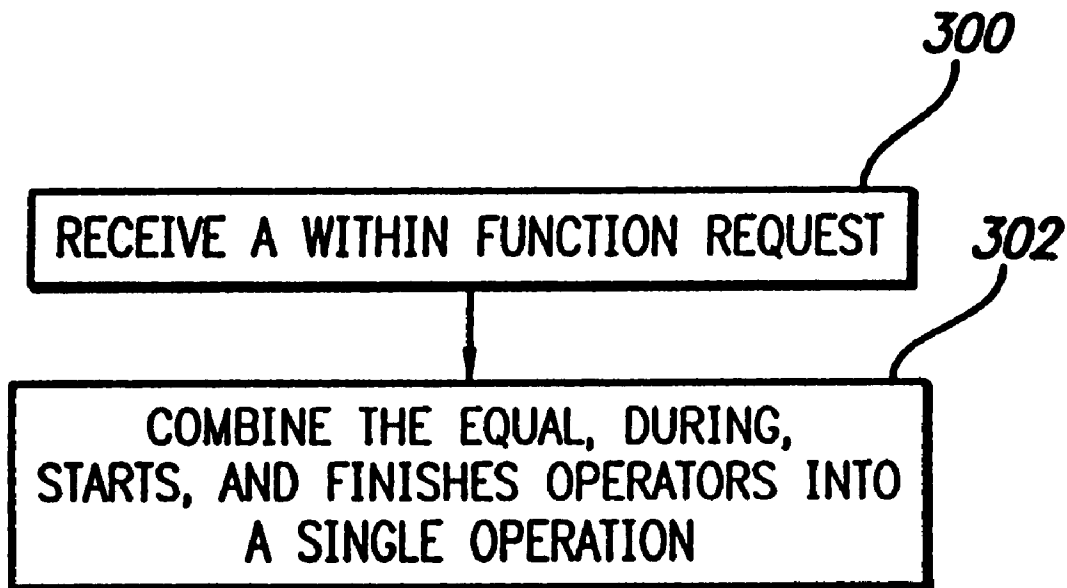 300
RECEIVE A WITHIN FUNCTION REQUEST
302
COMBINE THE EQUAL, DURING,
STARTS, AND FINISHES OPERATORS INTO
A SINGLE OPERATION